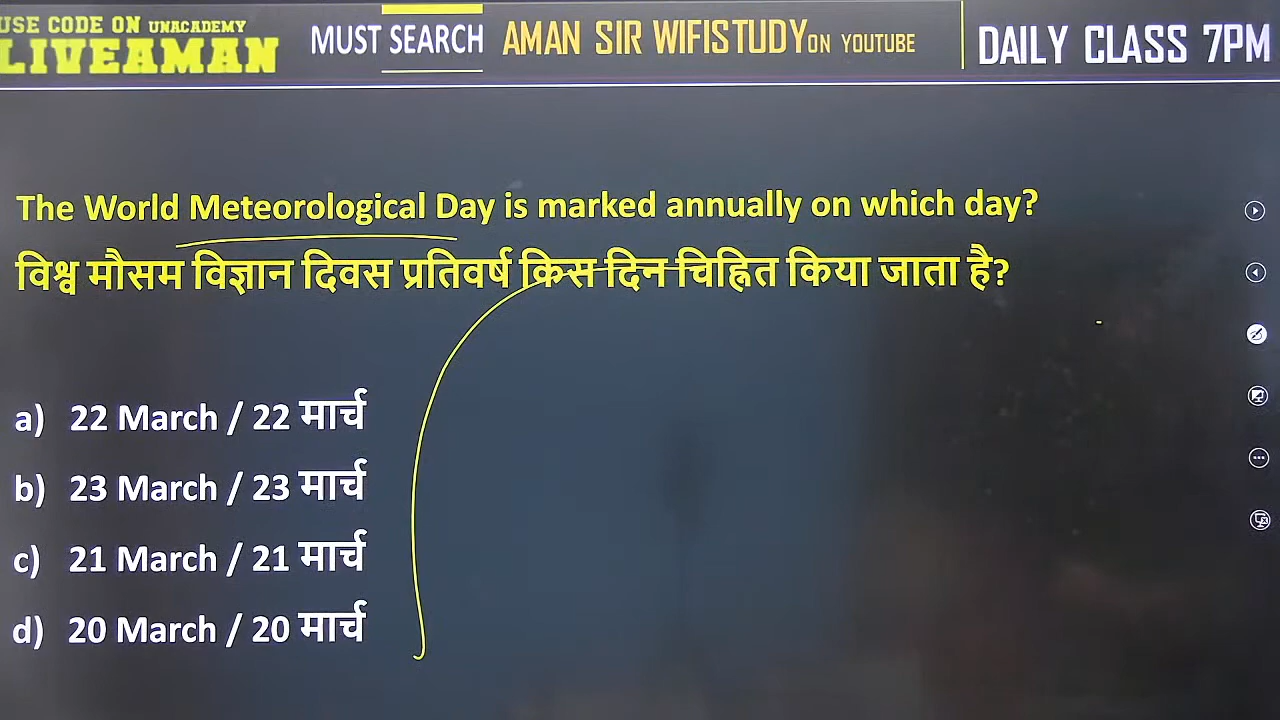 USE CODE ON UNACADEMY
LIVEAMAN
MUST SEARCH AMAN SIR WIFISTUDY ON YOUTUBE
DAILY CLASS 7PM
The World Meteorological Day is marked annually on which day?
विश्व मौसम विज्ञान दिवस प्रतिवर्ष किस दिन चिह्नित किया जाता है?
a) 22 March / 22 मार्च
b) 23 March / 23 मार्च
c) 21 March / 21 मार्च
d) 20 March / 20 मार्च